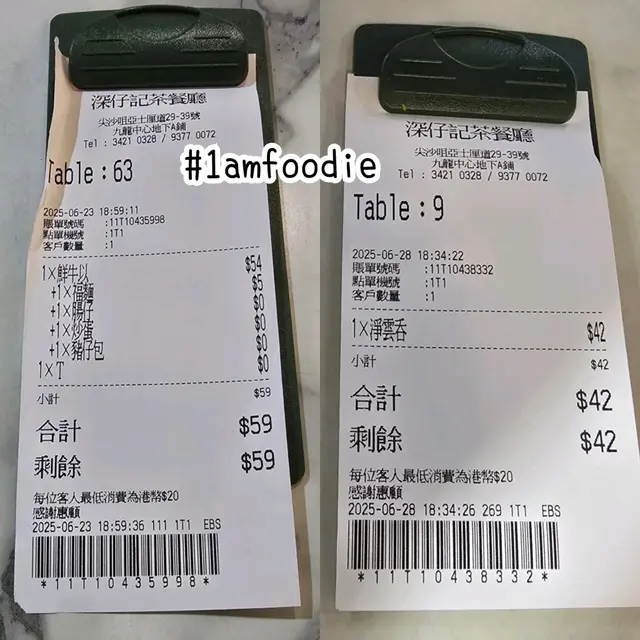 深仔記茶餐廳
尖沙咀亞士厘道29-39號
九龍中心地下A鋪
Tel : 3421 0328 / 9377 0072
Table : 63
2025-06-23 18:59:11
賬單號碼 :11T10435998
點單機號 :1T1
客戶數量 :1
1×鮮牛以 $54
+1×福麵 $5
+1×腸仔 $0
+1×炒蛋 $0
+1×豬仔包 $0
1×T $0
小計 $59
合計 $59
剩餘 $59
每位客人最低消費為港幣$20
感謝惠顧
2025-06-23 18:59:36 111 1T1 EBS
*11T10435998*
#1amfoodie
深仔記茶餐廳
尖沙咀亞士厘道29-39號
九龍中心地下A鋪
Tel : 3421 0328 / 9377 0072
Table : 9
2025-06-28 18:34:22
賬單號碼 :11T10438332
點單機號 :1T1
客戶數量 :1
1×淨雲吞 $42
小計 $42
合計 $42
剩餘 $42
每位客人最低消費為港幣$20
感謝惠顧
2025-06-28 18:34:26 269 1T1 EBS
*11T10438332*